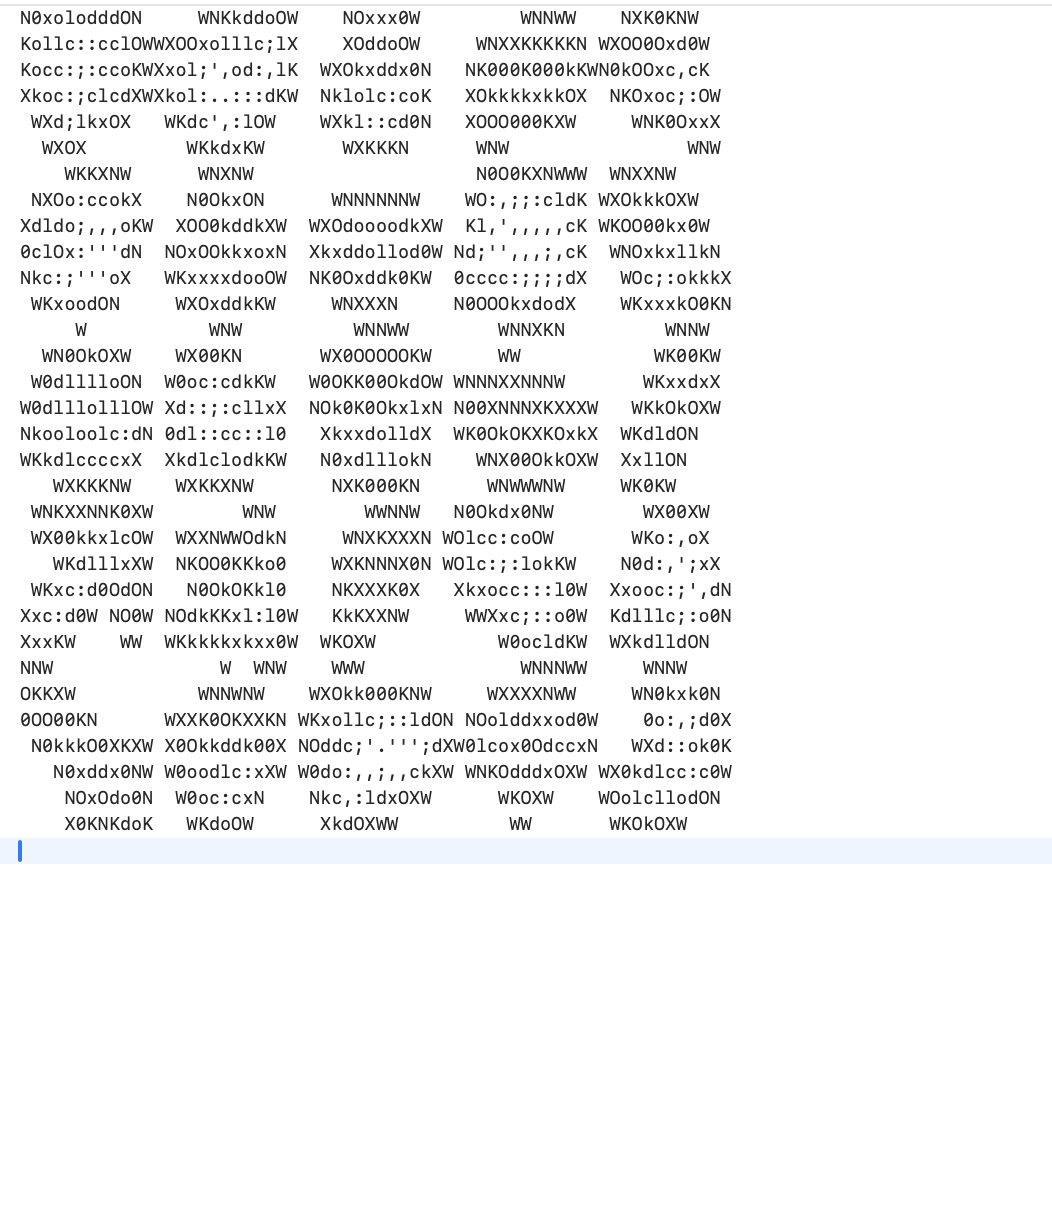 N0xolodddON     WNKkddoOW    NOxxx0W         WNNWW    NXK0KNW
Kollc::cclOWWXOOxolllc;lX    XOddoOW     WNXXKKKKKN WXOO0Oxd0W
Kocc:;:ccoKWXxol;',od:,lK  WXOkxddx0N   NK000K000kKWN0kOOxc,cK
Xkoc:;clcdXWXkol:..:::dKW  Nklolc:coK   XOkkkkxkkOX  NKOxoc;:OW
 WXd;lkxOX   WKdc',:lOW    WXkl::cd0N   XOOO000KXW     WNK0OxxX
  WXOX         WKkdxKW       WXKKKN      WNW                WNW
    WKKXNW      WNXNW                    N0O0KXNWWW  WNXXNW
 NXOo:ccokX    N0OkxON      WNNNNNNW    WO:,;;:cldK WXOkkkOXW
Xdldo;,,,oKW  XOO0kddkXW  WXOdoooodkXW  Kl,',,,,,cK WKOO00kx0W
0clOx:'''dN  NOxOOkkxoxN  Xkxddollod0W Nd;'',,,;,cK  WNOxkxllkN
Nkc:;'''oX   WKxxxxdooOW  NK0Oxddk0KW  0cccc:;;;;dX   WOc;:okkkX
 WKxoodON     WXOxddkKW     WNXXXN     N0OOOkxdodX    WKxxxkO0KN
     W           WNW          WNNWW        WNNXKN         WNNW
  WN0OkOXW    WX00KN       WX0OOOOOKW      WW            WK00KW
 W0dlllloON  W0oc:cdkKW   W0OKK00OkdOW WNNNXXNNNW       WKxxdxX
W0dlllolllOW Xd::;:cllxX  NOk0K0OkxlxN N00XNNNXKXXXW   WKkOkOXW
Nkooloolc:dN 0dl::cc::l0   XkxxdolldX  WK0OkOKXKOxkX  WKdldON
WKkdlccccxX  XkdlclodkKW   N0xdlllokN    WNX00OkkOXW  XxllON
   WXKKKNW    WXKKXNW       NXK000KN      WNWWWNW     WK0KW
 WNKXXNNK0XW        WNW        WWNNW   N0Okdx0NW        WX00XW
 WX00kkxlcOW  WXXNWWOdkN     WNXKXXXN WOlcc:coOW       WKo:,oX
   WKdlllxXW  NKOO0KKko0    WXKNNNX0N WOlc:;:lokKW    N0d:,';xX
 WKxc:d0OdON   N0OkOKkl0    NKXXXK0X   Xkxocc:::l0W  Xxooc:;',dN
Xxc:d0W NO0W NOdkKKxl:l0W   KkKXXNW     WWXxc;::o0W  Kdlllc;:o0N
XxxKW    WW  WKkkkkxkxx0W  WKOXW           W0ocldKW  WXkdlldON
NNW               W  WNW    WWW              WNNNWW     WNNW
OKKXW           WNNWNW    WXOkk000KNW     WXXXXNWW     WN0kxk0N
0OO00KN      WXXK0OKXXKN WKxollc;::ldON NOolddxxod0W    0o:,;d0X
 N0kkkO0XKXW X0Okkddk00X NOddc;'.''';dXW0lcox0OdccxN   WXd::ok0K
   N0xddx0NW W0oodlc:xXW W0do:,,;,,ckXW WNKOdddxOXW WX0kdlcc:c0W
    NOxOdo0N  W0oc:cxN    Nkc,:ldxOXW      WKOXW    WOolcllodON
    X0KNKdoK   WKdoOW      XkdOXWW          WW       WKOkOXW